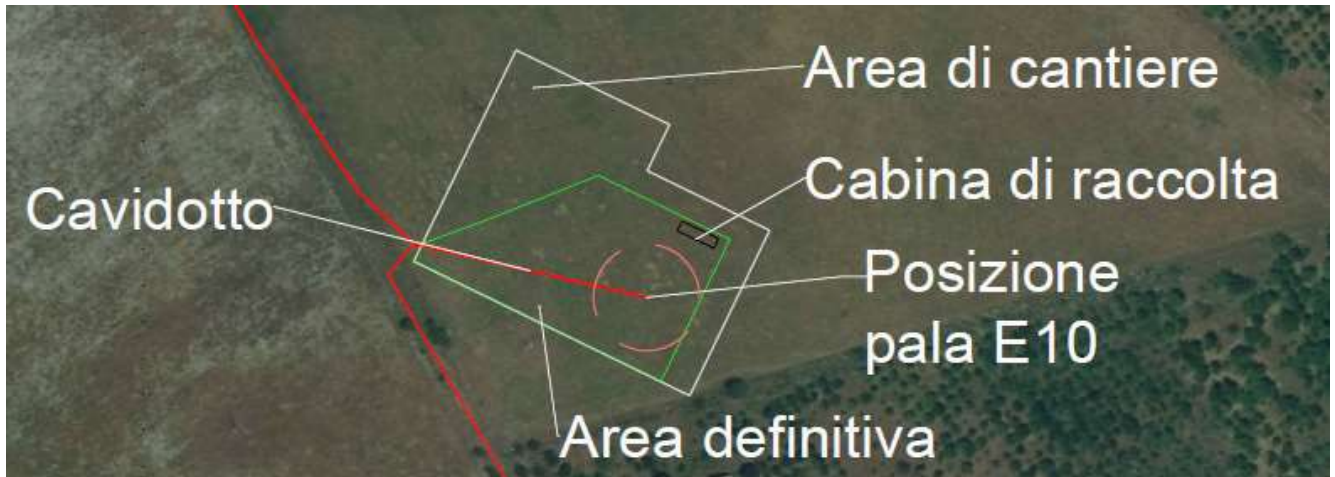 Area di cantiere
Cabina di raccolta
Cavidotto
Posizione
pala E10
Area definitiva